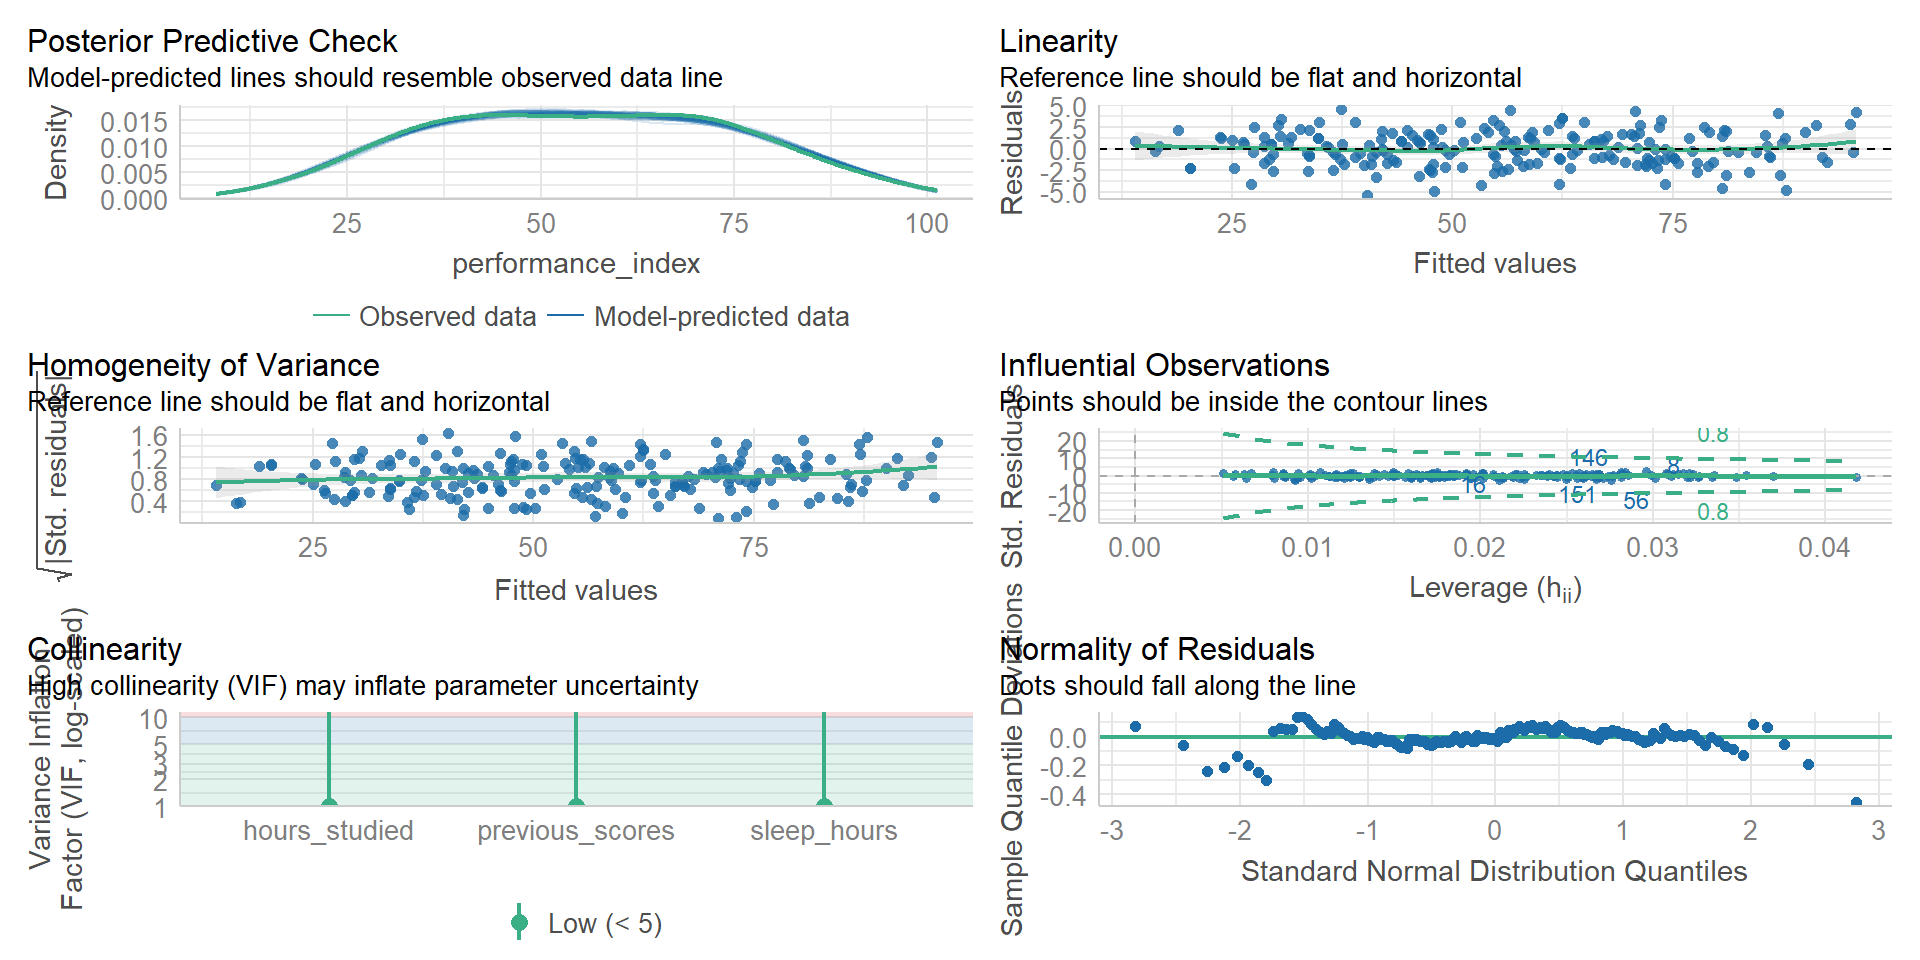 Posterior Predictive Check
Model-predicted lines should resemble observed data line
Density
0.015
0.010
0.005
0.000
25 50 75 100
performance_index
Observed data Model-predicted data
Linearity
Reference line should be flat and horizontal
Residuals
5.0
2.5
0.0
-2.5
-5.0
25 50 75
Fitted values
Homogeneity of Variance
Reference line should be flat and horizontal
√|Std. residuals|
1.6
1.2
0.8
0.4
25 50 75
Fitted values
Influential Observations
Points should be inside the contour lines
Std. Residuals
20
10
0
-10
-20
0.8
146
8
16
151
56
0.8
0.00 0.01 0.02 0.03 0.04
Leverage (hii)
Collinearity
High collinearity (VIF) may inflate parameter uncertainty
Variance Inflation
Factor (VIF, log-scaled)
10
5
3
2
1
hours_studied previous_scores sleep_hours
Low (< 5)
Normality of Residuals
Dots should fall along the line
Sample Quantile Deviations
0.0
-0.2
-0.4
-3 -2 -1 0 1 2 3
Standard Normal Distribution Quantiles